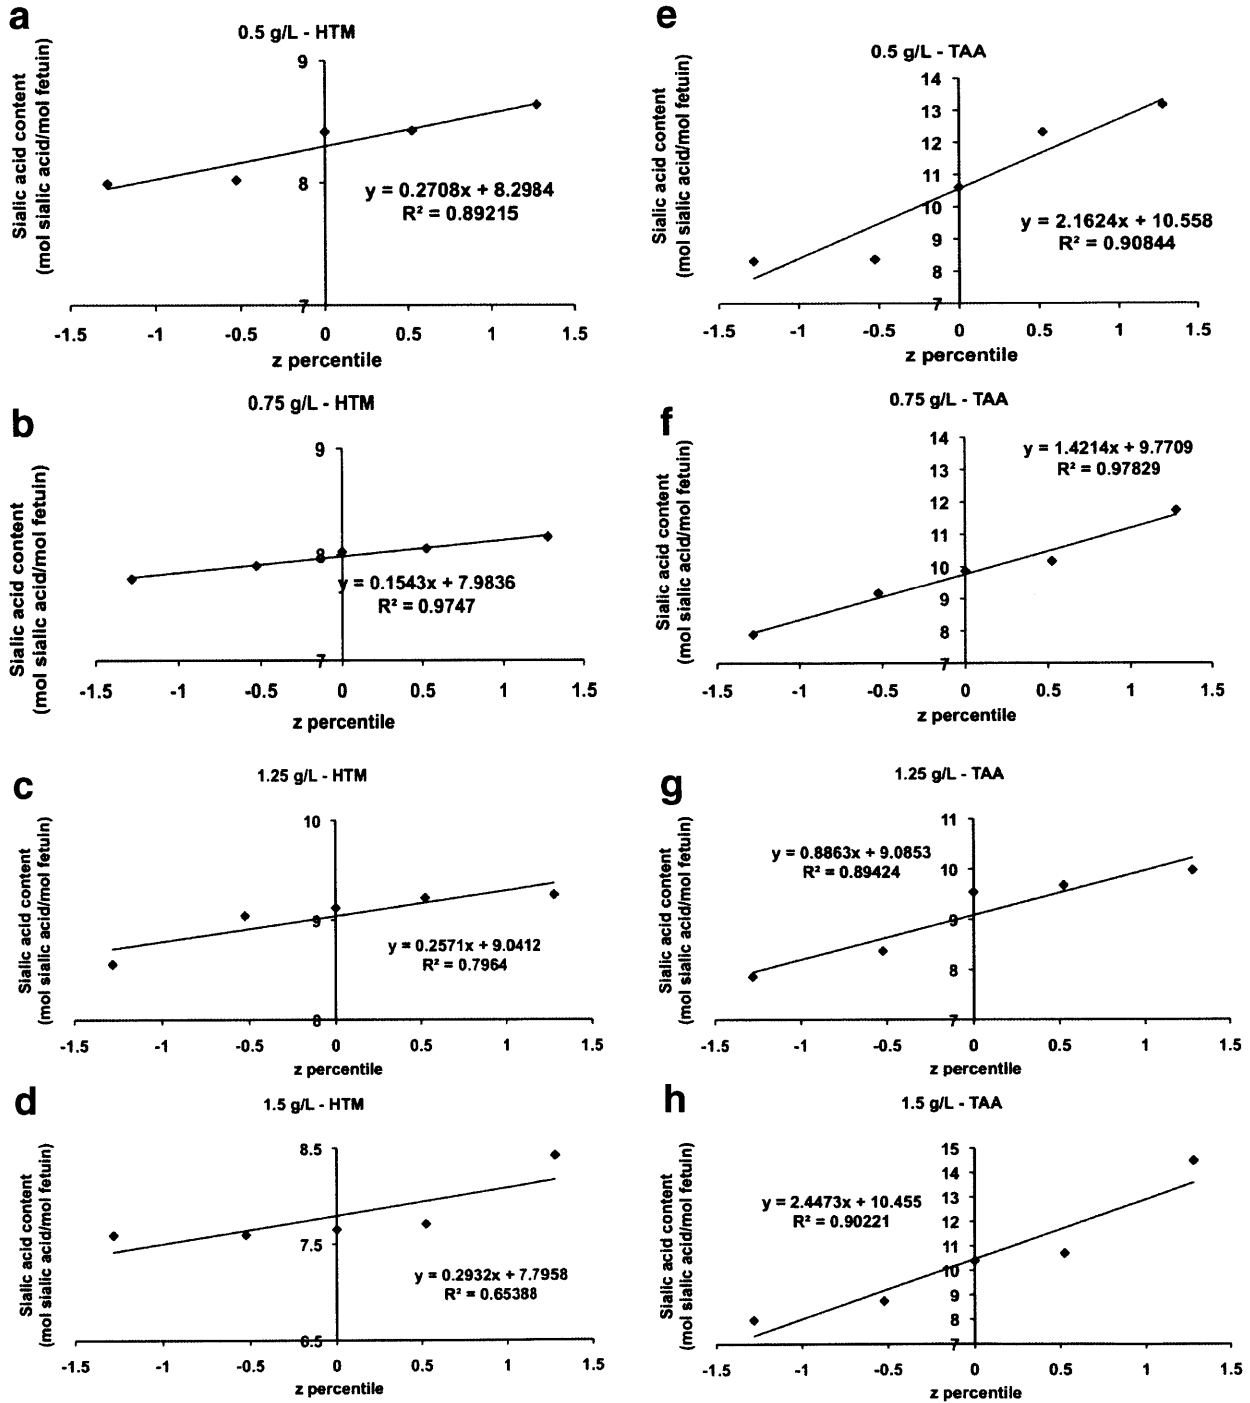 a
0.5 g/L - HTM
Sialic acid content
(mol sialic acid/mol fetuin)
9
8
7
y = 0.2708x + 8.2984
R² = 0.89215
-1.5 -1 -0.5 0 0.5 1 1.5
z percentile
e
0.5 g/L - TAA
Sialic acid content
(mol sialic acid/mol fetuin)
14
13
12
11
10
9
8
7
y = 2.1624x + 10.558
R² = 0.90844
-1.5 -0.5 0 0.5 1 1.5
z percentile
b
0.75 g/L - HTM
Sialic acid content
(mol sialic acid/mol fetuin)
9
8
7
y = 0.1543x + 7.9836
R² = 0.9747
-1.5 -1 -0.5 0 0.5 1 1.5
z percentile
f
0.75 g/L - TAA
Sialic acid content
(mol sialic acid/mol fetuin)
14
13
12
11
10
9
8
7
y = 1.4214x + 9.7709
R² = 0.97829
-1.5 -1 -0.5 0 0.5 1 1.5
z percentile
c
1.25 g/L - HTM
Sialic acid content
(mol sialic acid/mol fetuin)
10
9
8
y = 0.2571x + 9.0412
R² = 0.7964
-1.5 -1 -0.5 0 0.5 1 1.5
z percentile
g
1.25 g/L - TAA
Sialic acid content
(mol sialic acid/mol fetuin)
11
10
9
8
7
y = 0.8863x + 9.0853
R² = 0.89424
-1.5 -1 -0.5 0 0.5 1 1.5
z percentile
d
1.5 g/L - HTM
Sialic acid content
(mol sialic acid/mol fetuin)
8.5
7.5
6.5
y = 0.2932x + 7.7958
R² = 0.65388
-1.5 -1 -0.5 0 0.5 1 1.5
z percentile
h
1.5 g/L - TAA
Sialic acid content
(mol sialic acid/mol fetuin)
15
14
13
12
11
10
9
8
7
y = 2.4473x + 10.455
R² = 0.90221
-1.5 -1 -0.5 0 0.5 1 1.5
z percentile